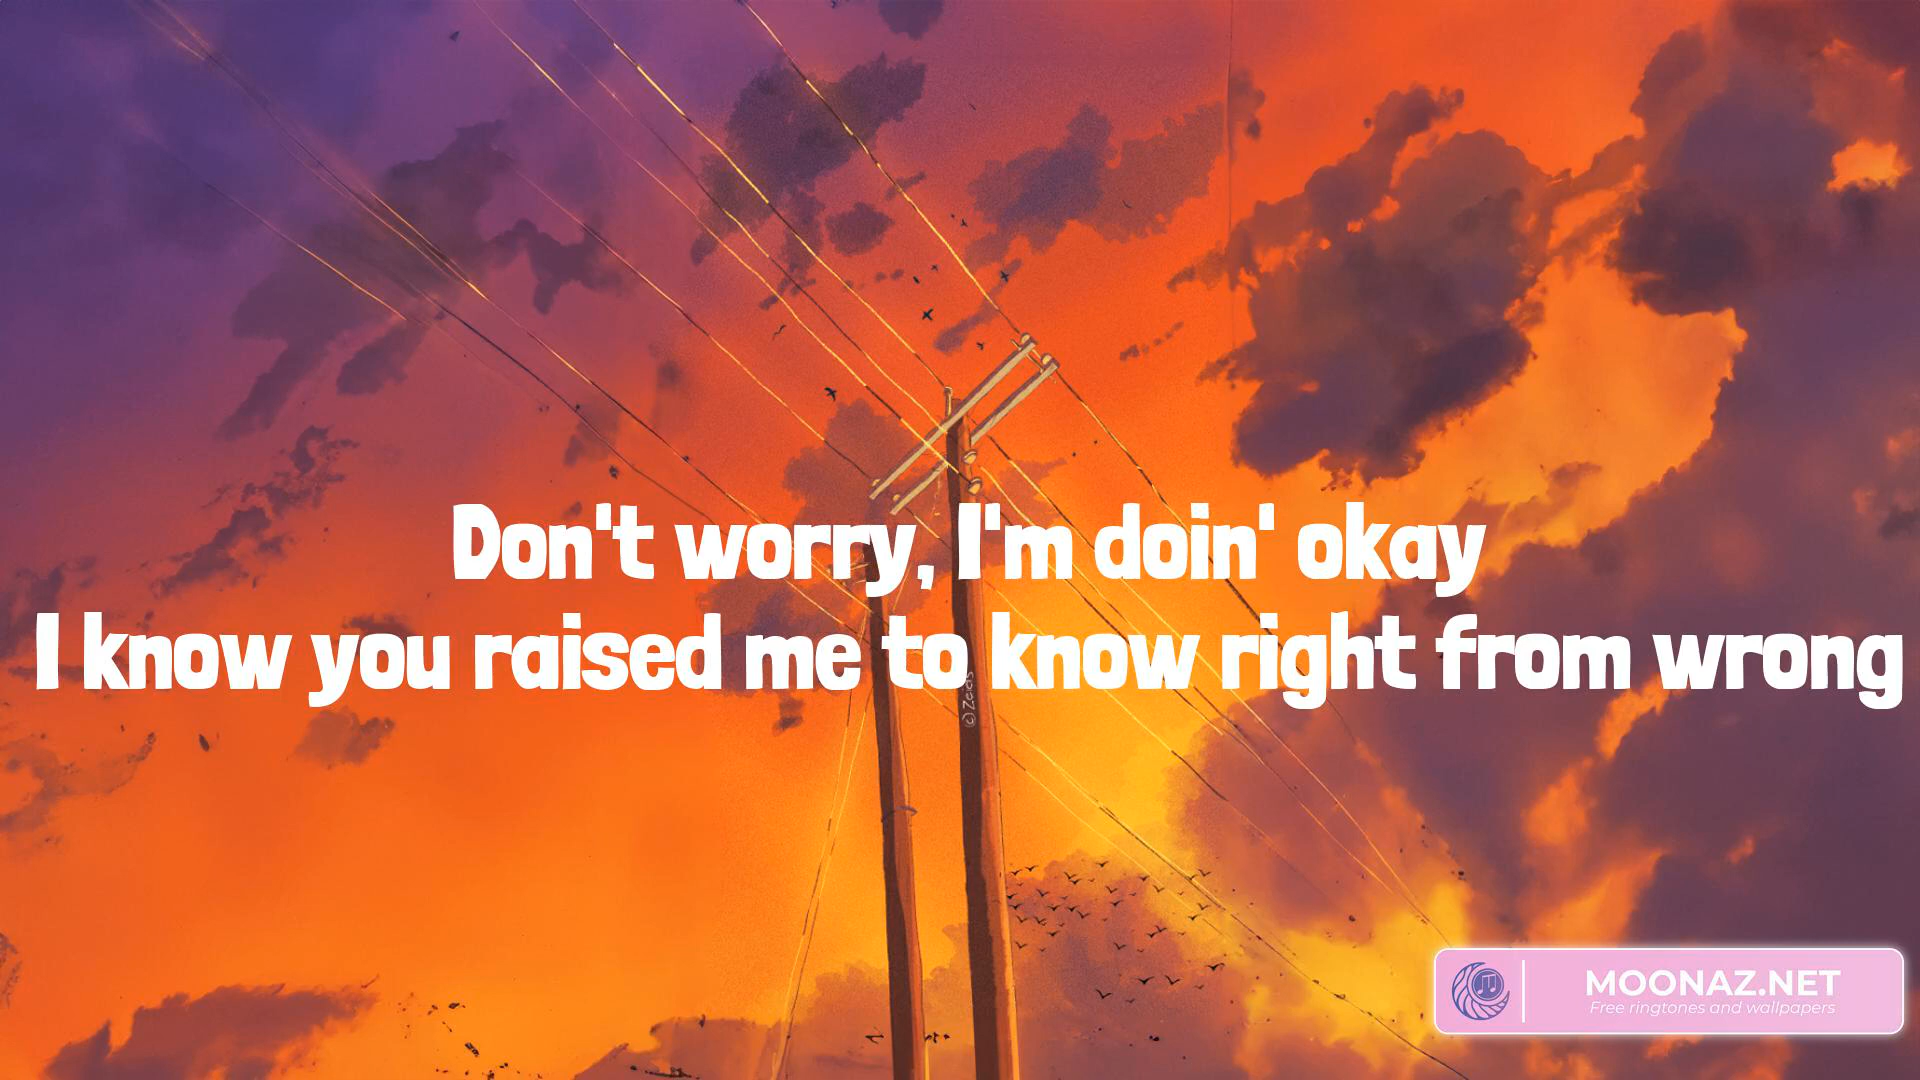 Don't worry, I'm doin' okay
I know you raised me to know right from wrong
© Zaids
MOONAZ.NET
Free ringtones and wallpapers